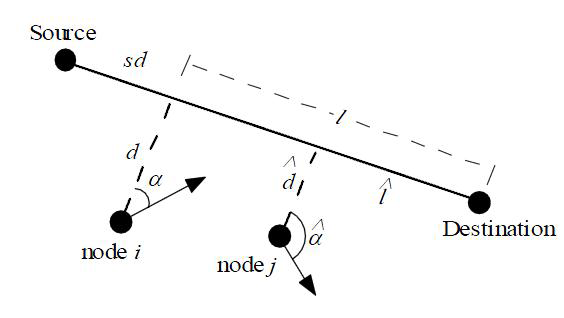 Source
sd
l
d
d̂
l̂
α
Destination
α̂
node i
node j